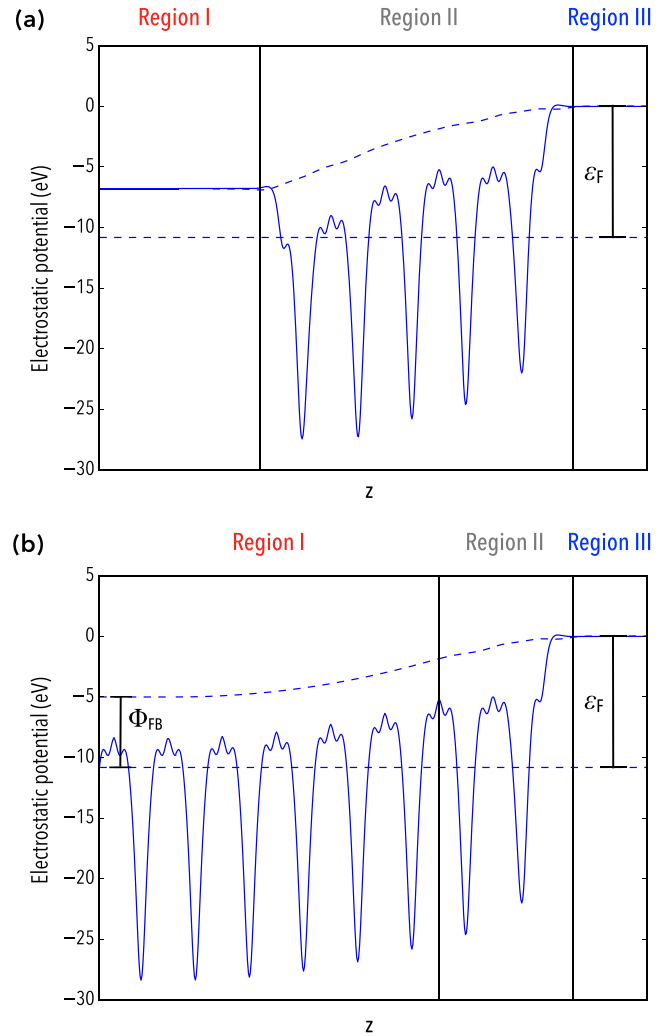 (a) Region I Region II Region III
5
0
−5
−10
−15
−20
−25
−30
Electrostatic potential (eV)
εF
z
(b) Region I Region II Region III
5
0
−5
−10
−15
−20
−25
−30
Electrostatic potential (eV)
ΦFB
εF
z